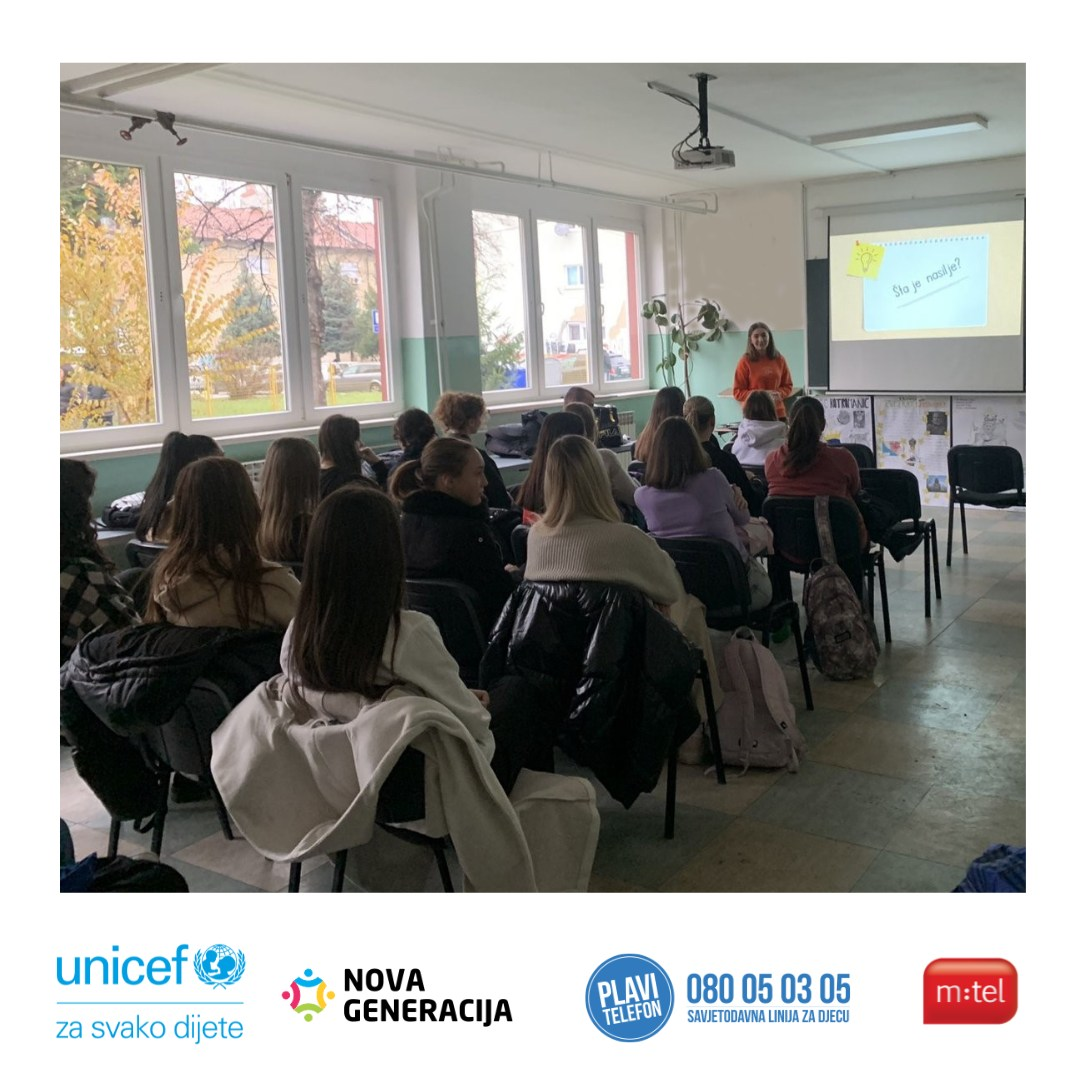 Šta je nasilje?
unicef
za svako dijete
NOVA
GENERACIJA
PLAVI
TELEFON
080 05 03 05
SAVJETODAVNA LINIJA ZA DJECU
m:tel